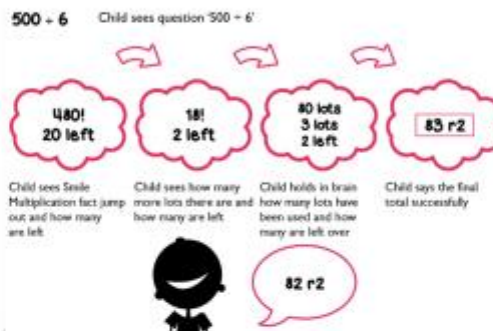 500 ÷ 6 Child sees question '500 ÷ 6'
480!
20 left
18!
2 left
80 lots
3 lots
2 left
83 r2
Child sees Smile
Multiplication fact jump
out and how many
are left
Child sees how many
more lots there are and
how many are left
Child holds in brain
how many lots have
been used and how
many are left over
Child says the final
total successfully
82 r2